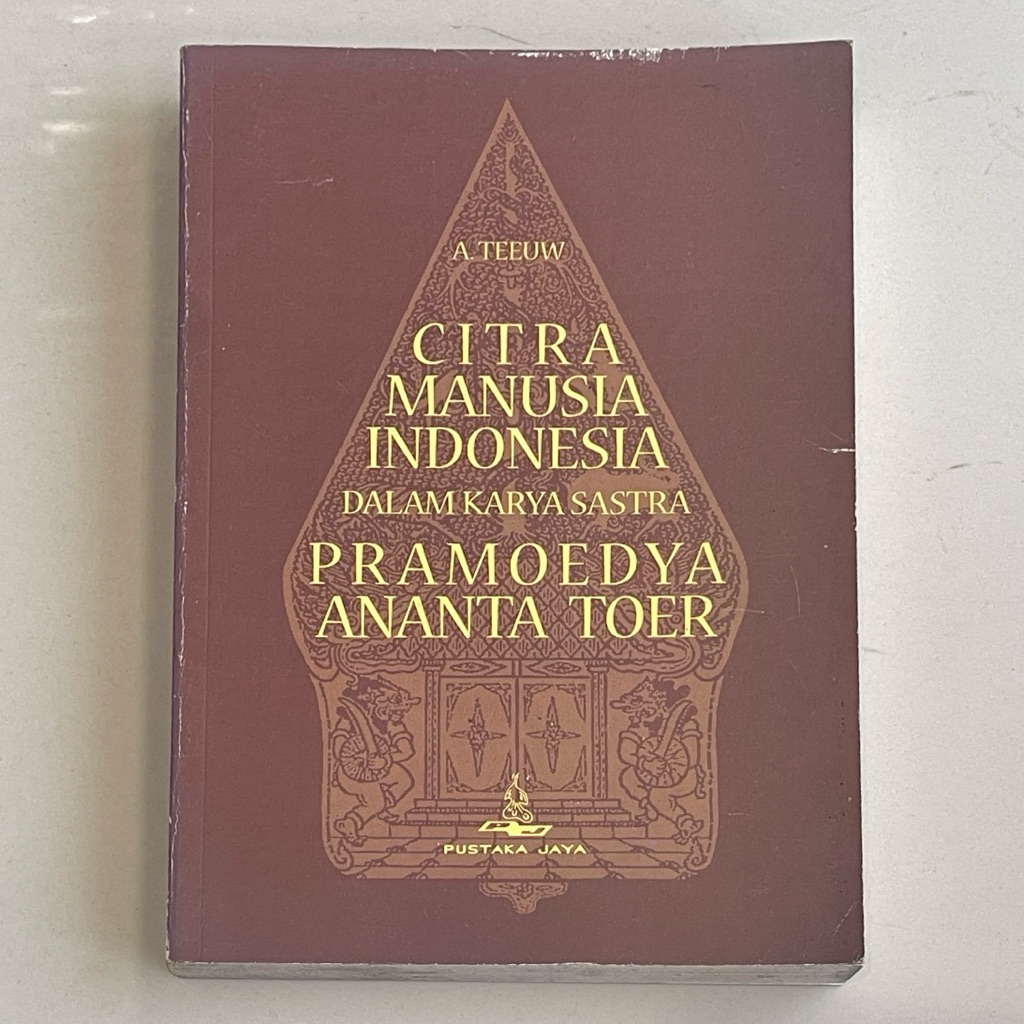 A. TEEUW
CITRA
MANUSIA
INDONESIA
DALAM KARYA SASTRA
PRAMOEDYA
ANANTA TOER
PUSTAKA JAYA